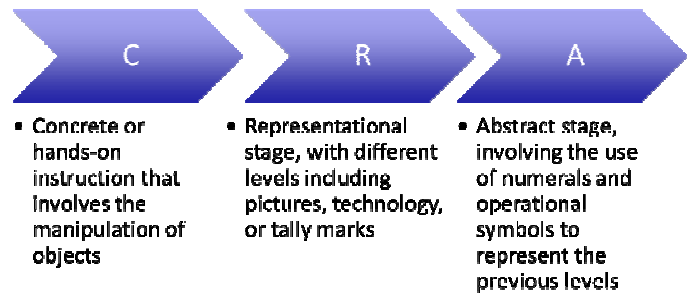 C
R
A
• Concrete or
hands-on
instruction that
involves the
manipulation of
objects
• Representational
stage, with different
levels including
pictures, technology,
or tally marks
• Abstract stage,
involving the use
of numerals and
operational
symbols to
represent the
previous levels